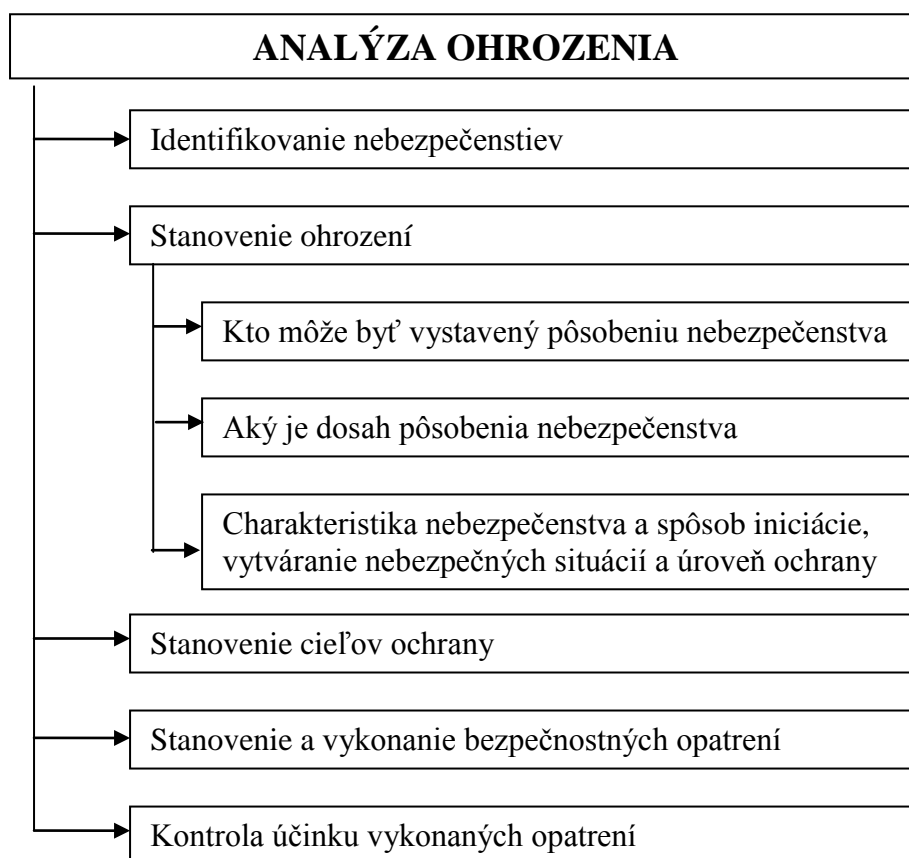 ANALÝZA OHROZENIA
Identifikovanie nebezpečenstiev
Stanovenie ohrození
Kto môže byť vystavený pôsobeniu nebezpečenstva
Aký je dosah pôsobenia nebezpečenstva
Charakteristika nebezpečenstva a spôsob iniciácie,
vytváranie nebezpečných situácií a úroveň ochrany
Stanovenie cieľov ochrany
Stanovenie a vykonanie bezpečnostných opatrení
Kontrola účinku vykonaných opatrení